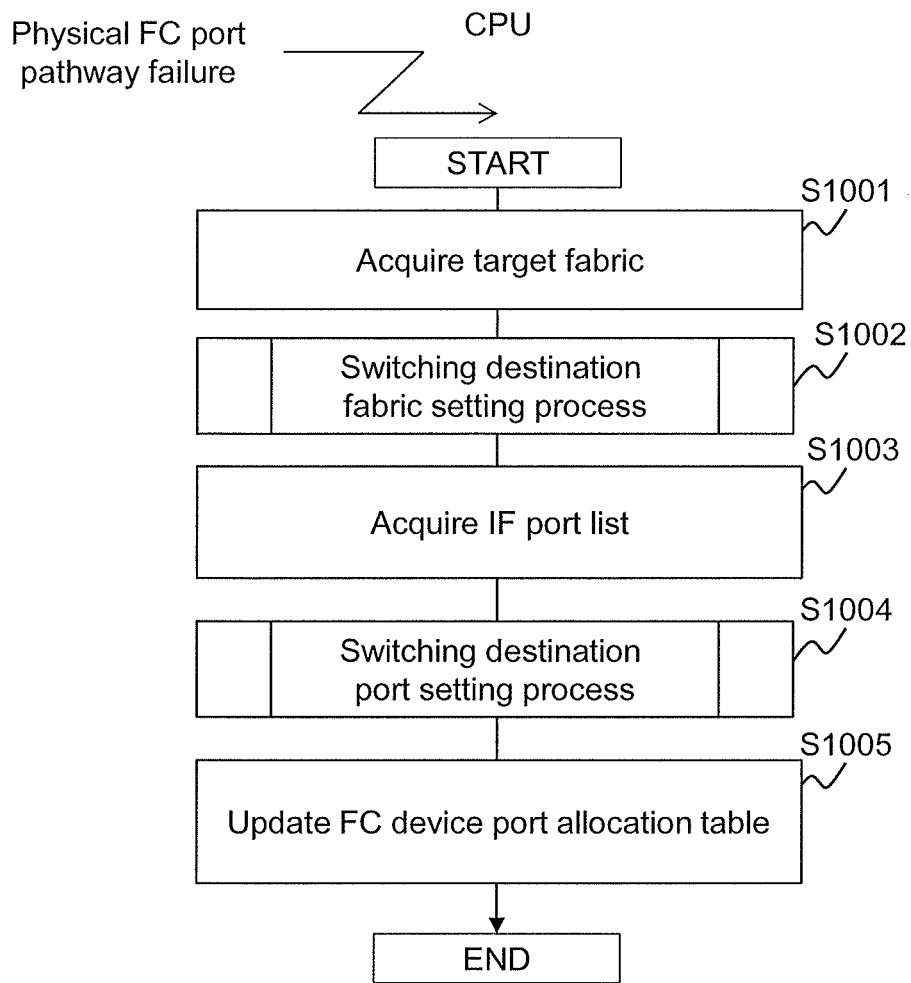 Physical FC port
pathway failure
CPU
START
S1001
Acquire target fabric
S1002
Switching destination
fabric setting process
S1003
Acquire IF port list
S1004
Switching destination
port setting process
S1005
Update FC device port allocation table
END